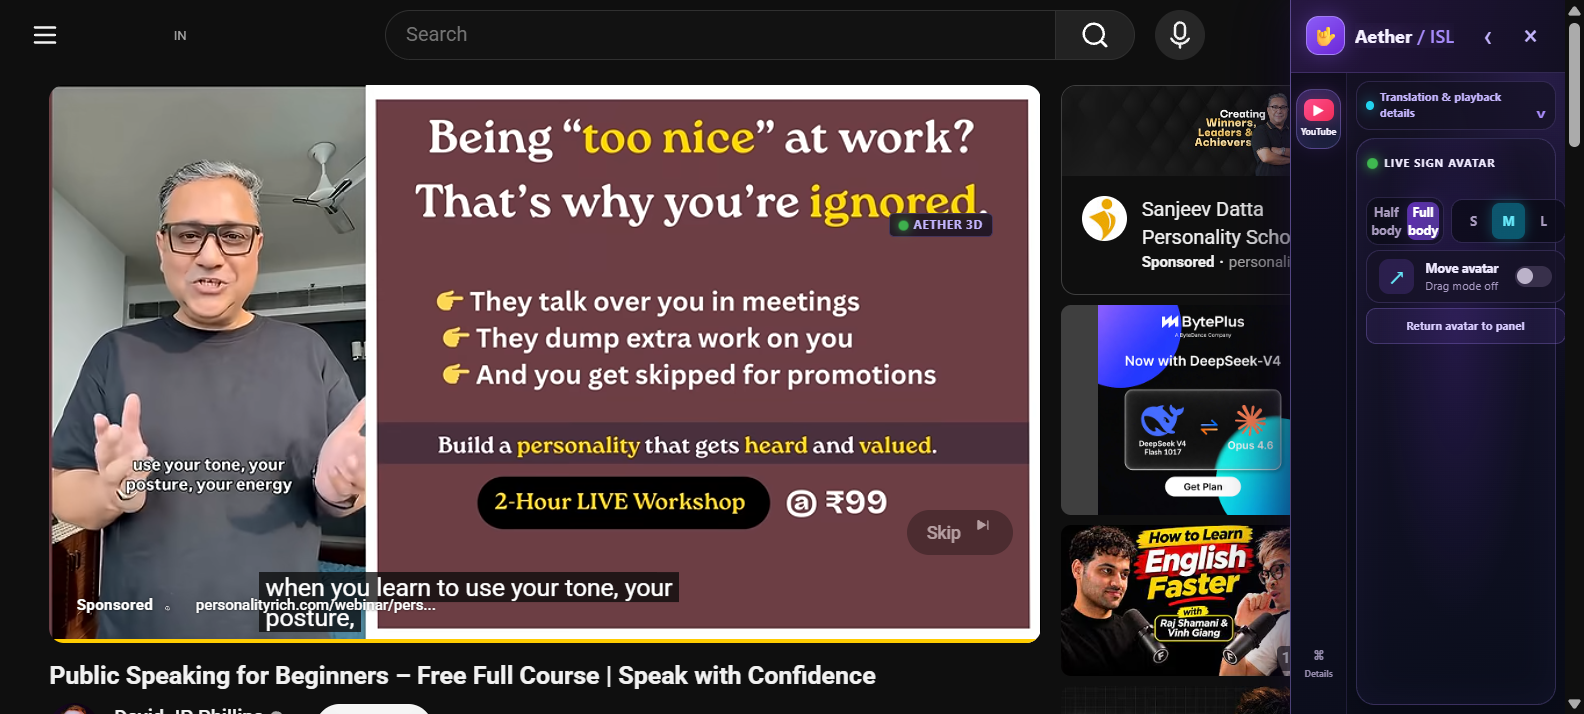 IN
Search
Aether / ISL
Being “too nice” at work?
That’s why you’re ignored.
AETHER 3D
👉 They talk over you in meetings
👉 They dump extra work on you
👉 And you get skipped for promotions
Build a personality that gets heard and valued.
2-Hour LIVE Workshop @ ₹99
Skip
use your tone, your
posture, your energy
when you learn to use your tone, your
posture,
Sponsored
personalityrich.com/webinar/pers...
Public Speaking for Beginners – Free Full Course | Speak with Confidence
Creating
Winners,
Leaders &
Achievers
Sanjeev Datta
Personality Scho
Sponsored · personali
BytePlus
A ByteDance Company
Now with DeepSeek-V4
DeepSeek V4
Flash 1017
Opus 4.6
Get Plan
How to Learn
English
Faster
with
Raj Shamani &
Vinh Giang
1
YouTube
Translation & playback
details
LIVE SIGN AVATAR
Half
body
Full
body
S
M
L
Move avatar
Drag mode off
Return avatar to panel
Details